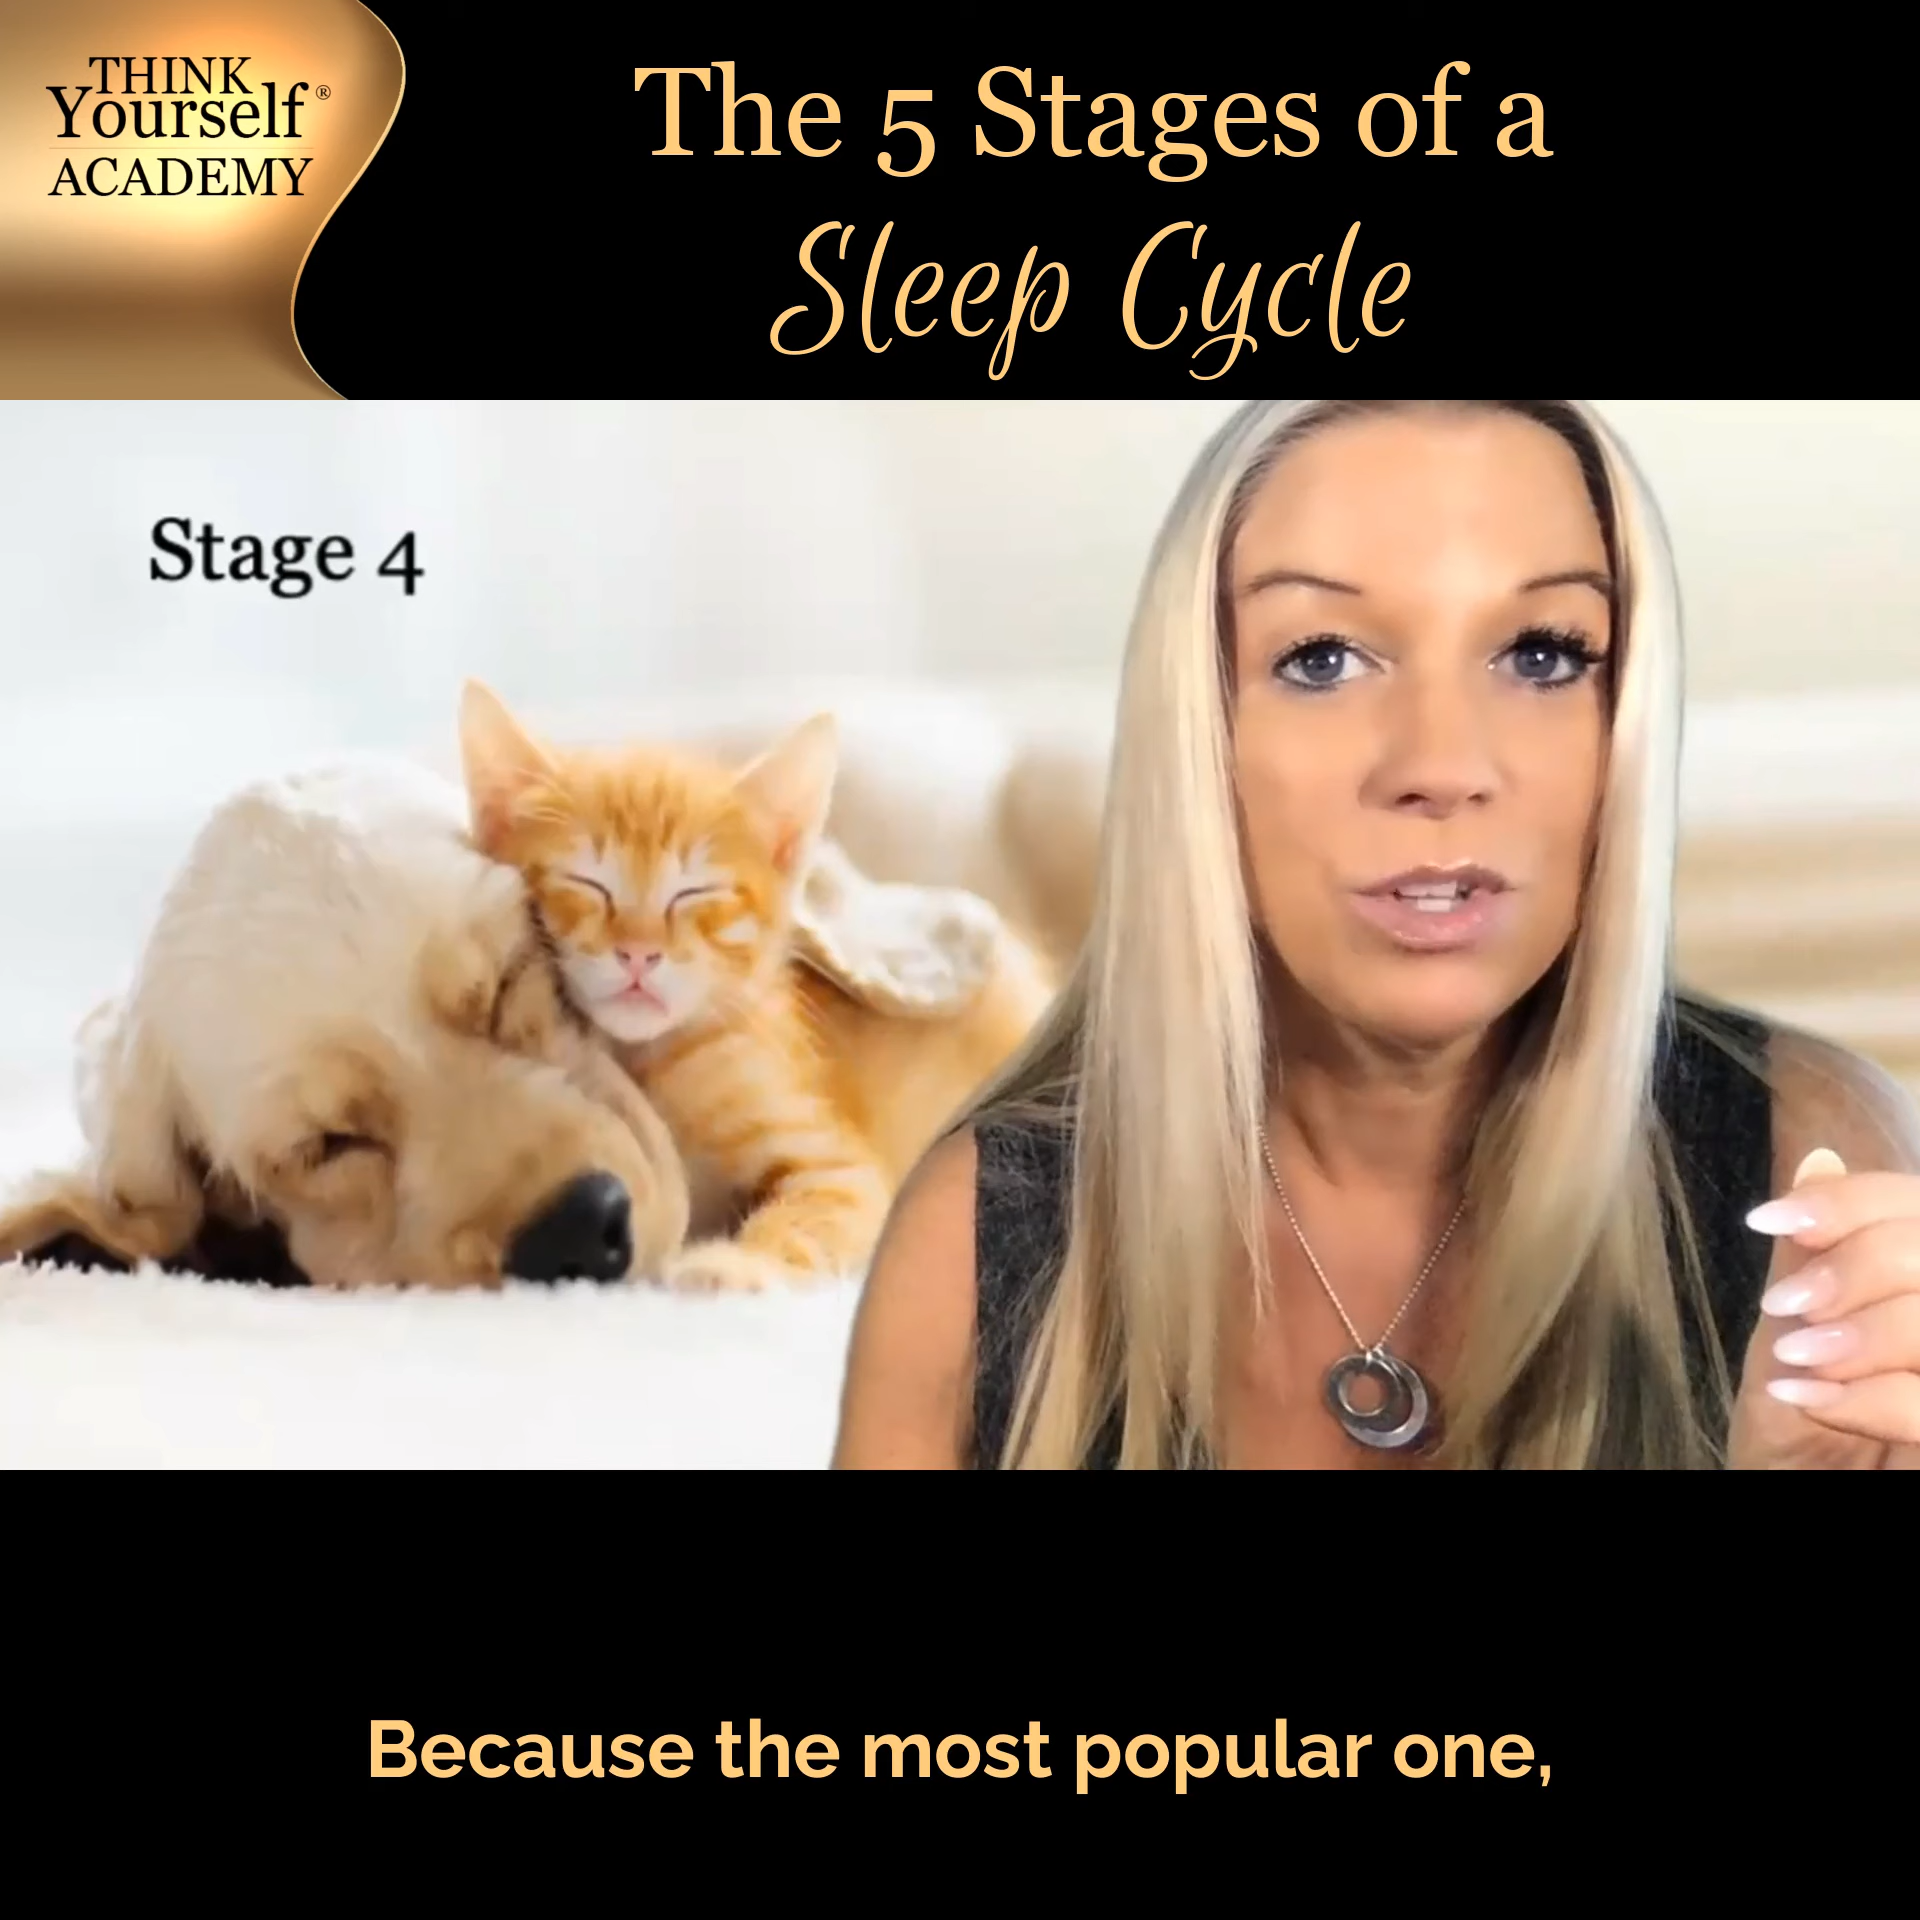 THINK
Yourself®
ACADEMY
The 5 Stages of a
Sleep Cycle
Stage 4
Because the most popular one,